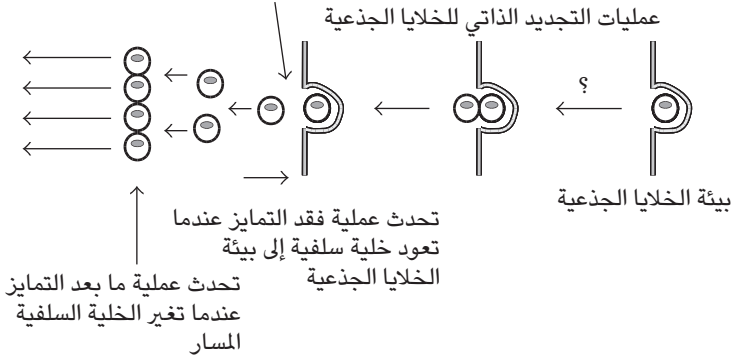 عمليات التجديد الذاتي للخلايا الجذعية
؟
بيئة الخلايا الجذعية
تحدث عملية فقد التمايز عندما
تعود خلية سلفية إلى بيئة
الخلايا الجذعية
تحدث عملية ما بعد التمايز
عندما تغير الخلية السلفية
المسار